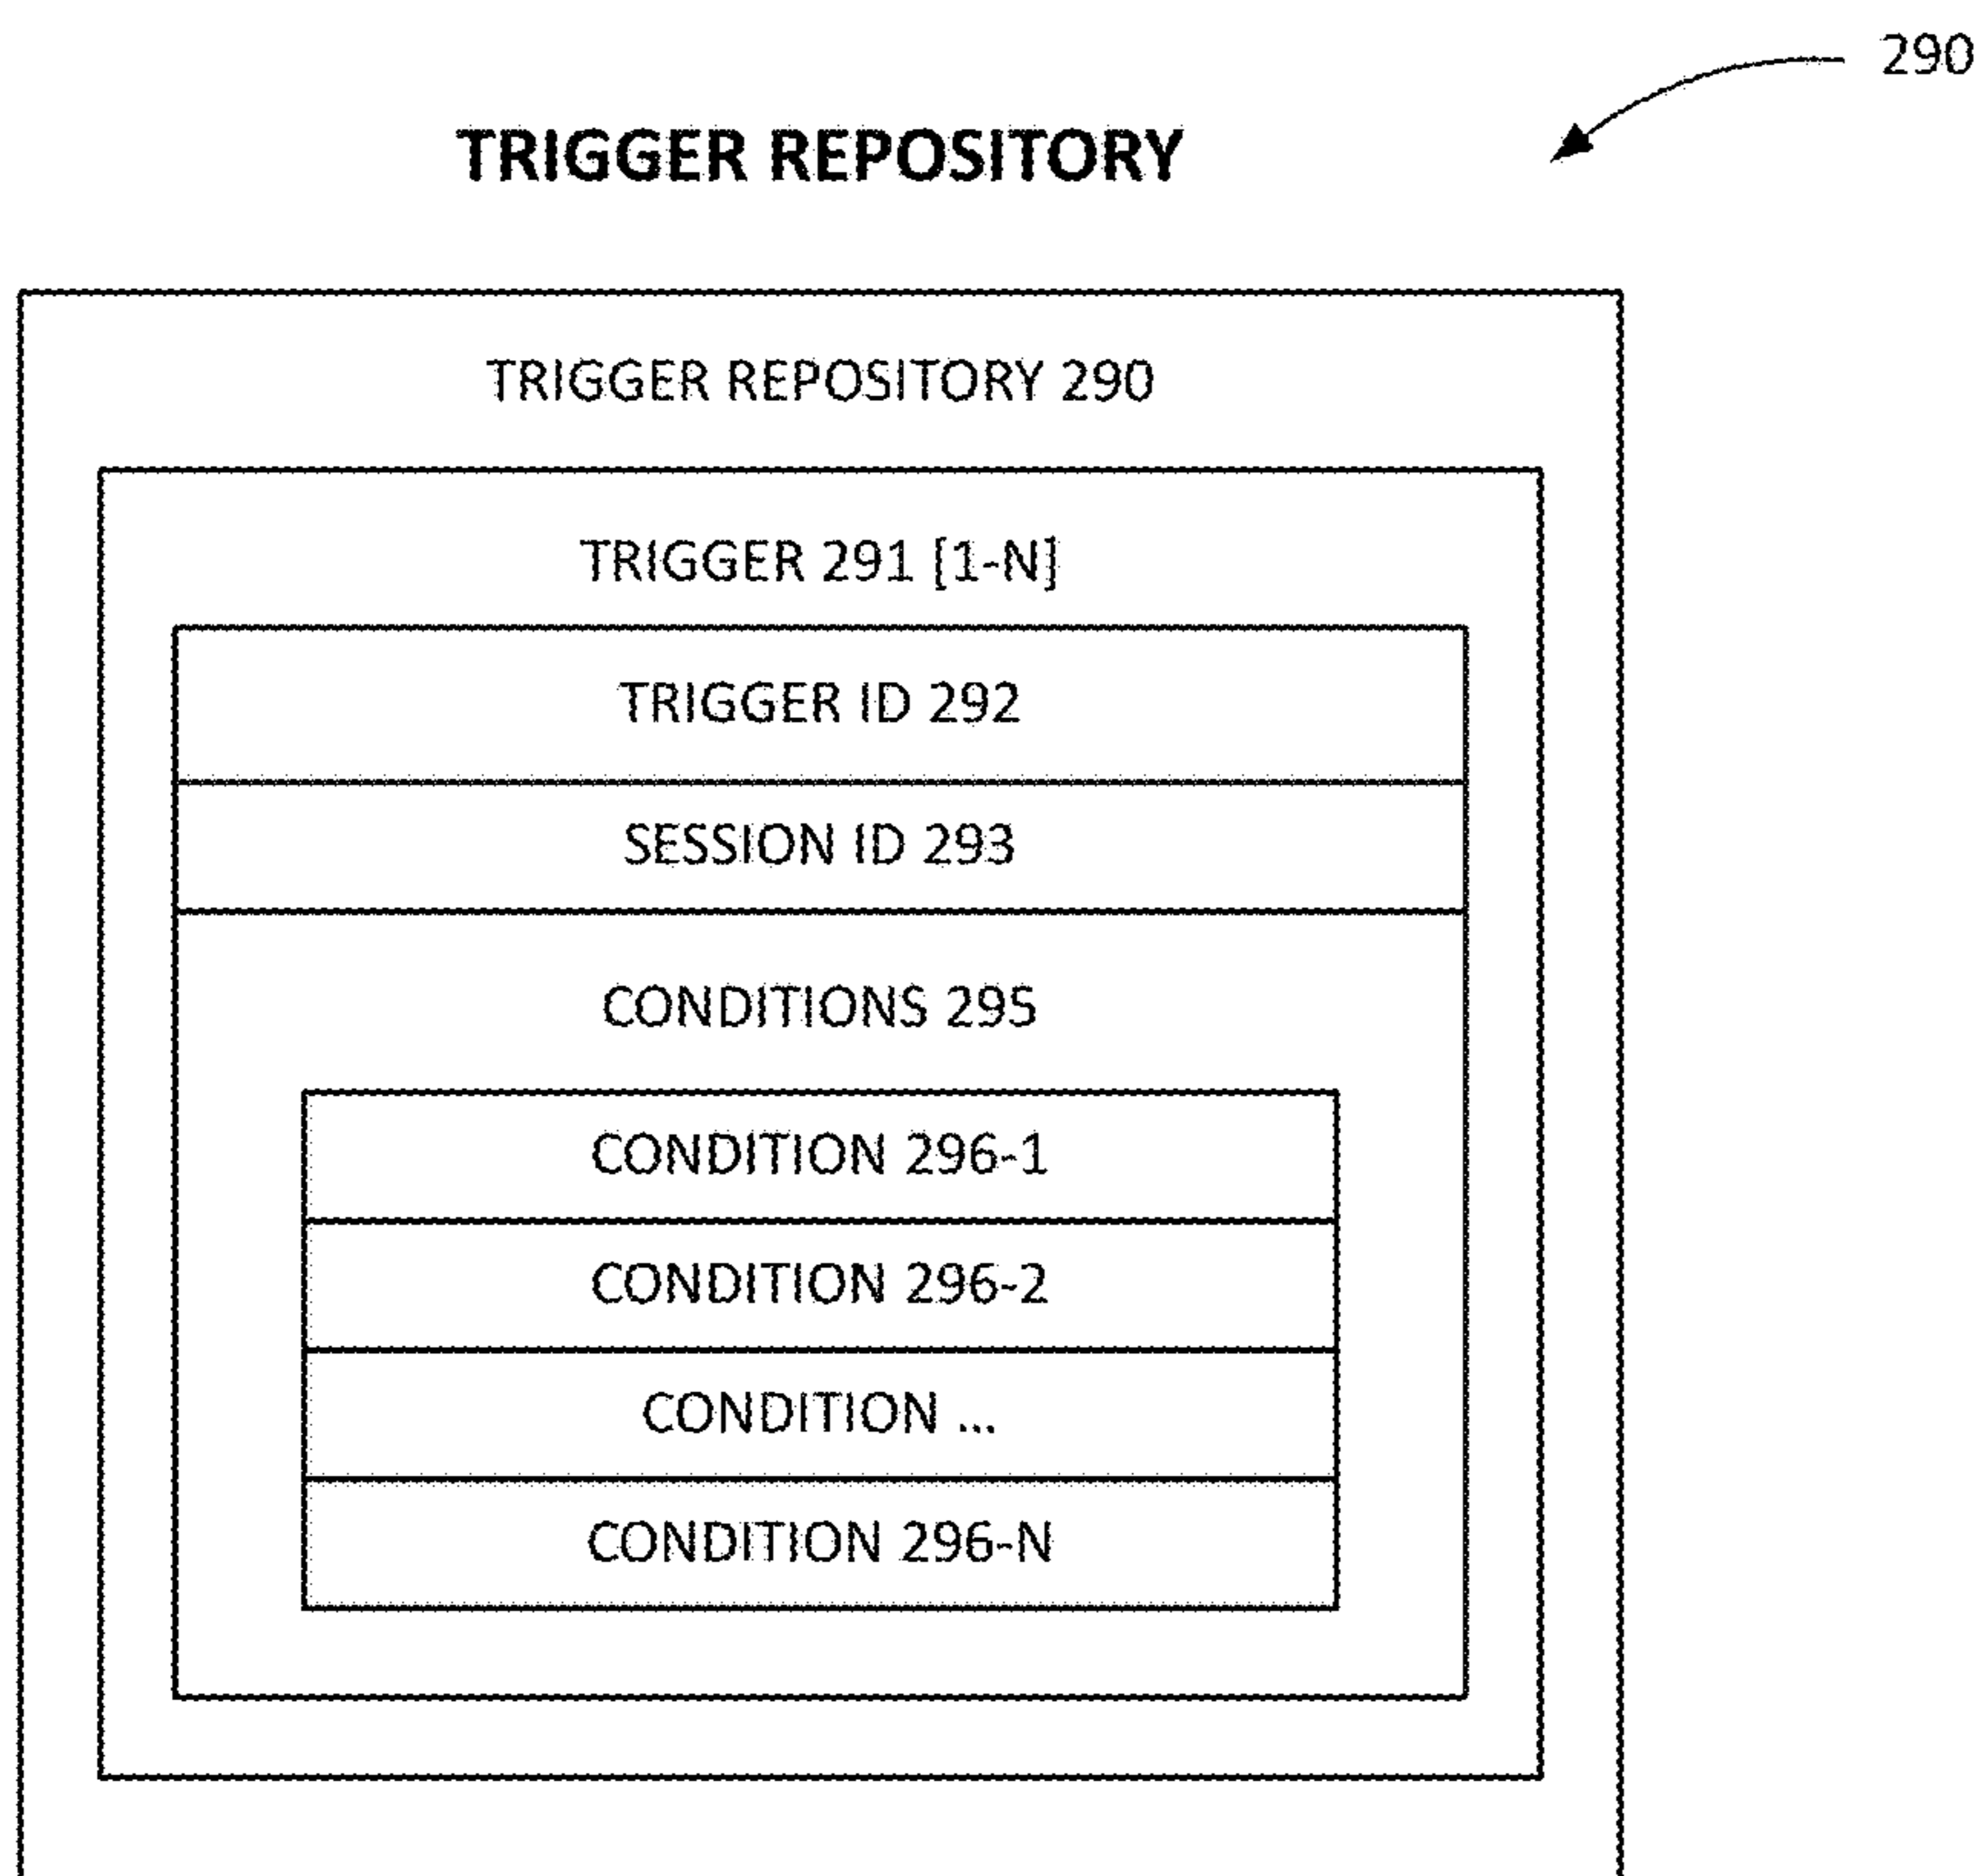 290
TRIGGER REPOSITORY
TRIGGER REPOSITORY 290
TRIGGER 291 [1-N]
TRIGGER ID 292
SESSION ID 293
CONDITIONS 295
CONDITION 296-1
CONDITION 296-2
CONDITION ...
CONDITION 296-N